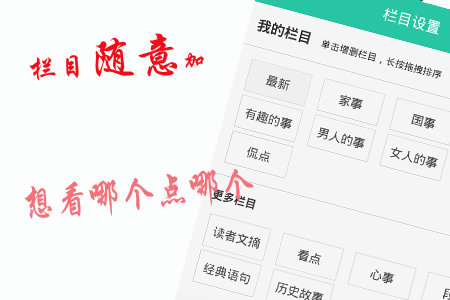 栏目随意加
想看哪个点哪个
栏目设置
我的栏目 单击增删栏目，长按拖拽排序
最新 家事 国事
有趣的事 男人的事 女人的事
侃点
更多栏目
读者文摘 看点 心事
经典语句 历史故事